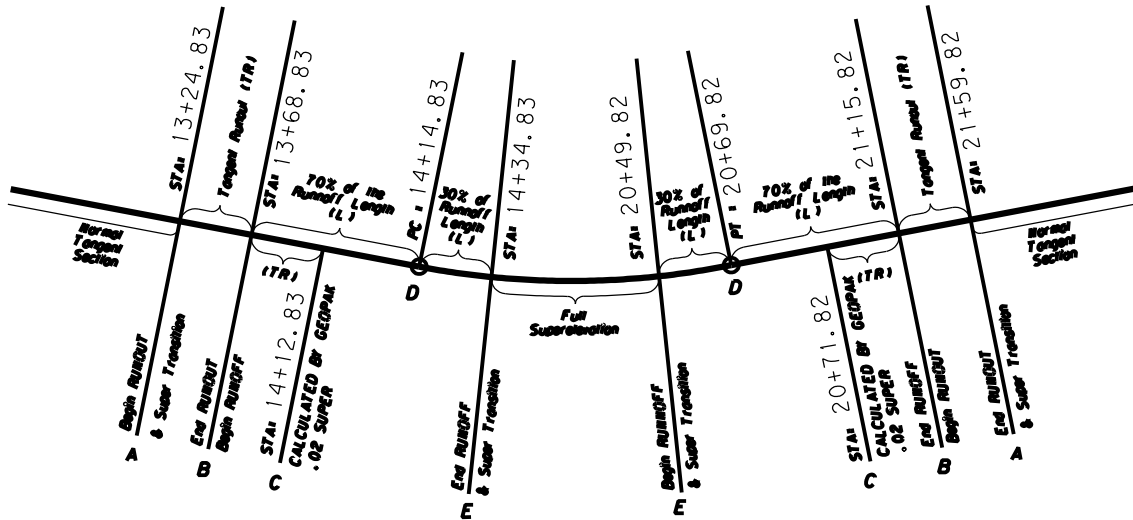 STA= 13+24.83
Tangent Runout (TR)
STA= 13+68.83
70% of the
Runoff Length
(L)
PC = 14+14.83
30% of
Runoff
Length
(L)
STA= 14+34.83
STA= 20+49.82
30% of
Runoff
Length
(L)
PT = 20+69.82
70% of the
Runoff Length
(L)
STA= 21+15.82
Tangent Runout (TR)
STA= 21+59.82
Normal
Tangent
Section
(TR)
D
Full
Superelevation
D
(TR)
Normal
Tangent
Section
Begin RUNOUT
& Super Transition
A
End RUNOUT
Begin RUNOFF
B
STA= 14+12.83
CALCULATED BY GEOPAK
.02 SUPER
C
End RUNOFF
& Super Transition
E
Begin RUNOFF
& Super Transition
E
STA= 20+71.82
CALCULATED BY GEOPAK
.02 SUPER
C
End RUNOFF
Begin RUNOUT
B
End RUNOUT
& Super Transition
A